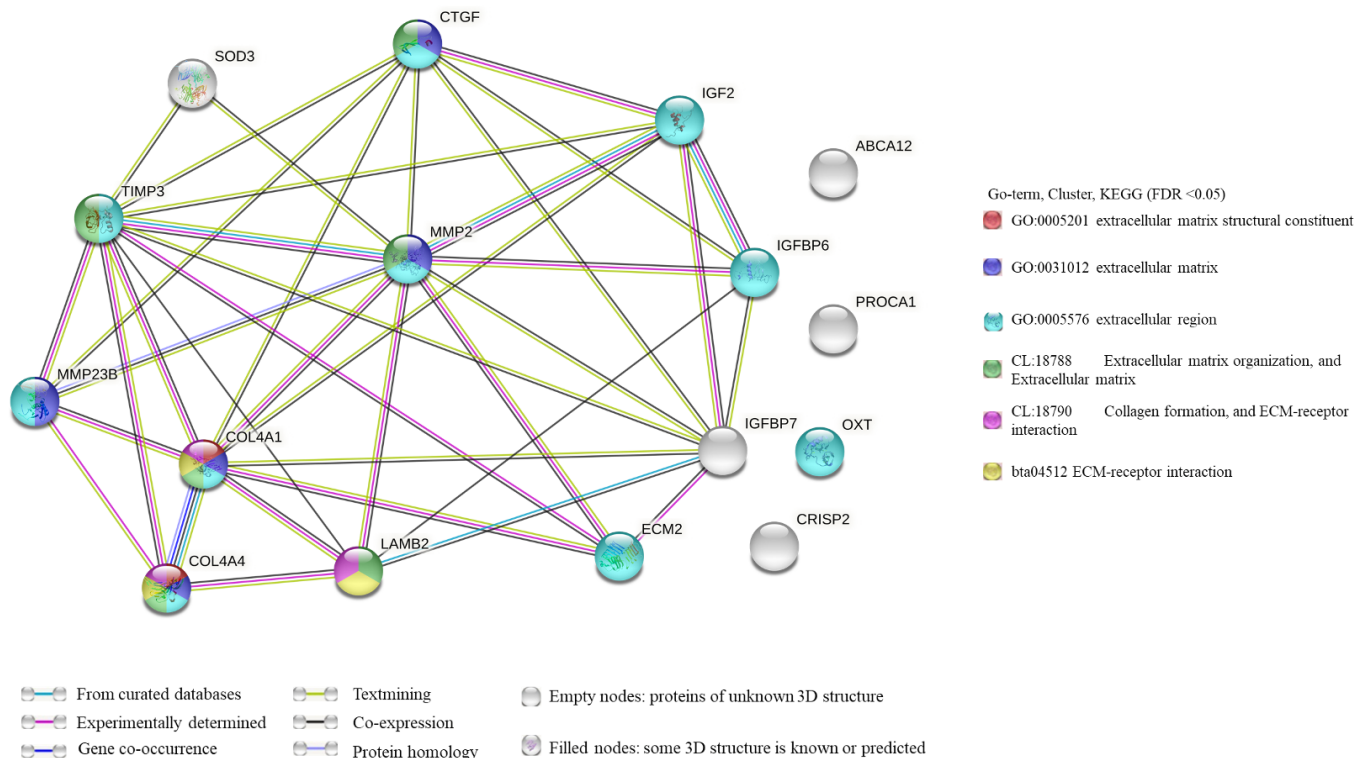 CTGF
SOD3
IGF2
ABCA12
TIMP3
MMP2
IGFBP6
PROCA1
MMP23B
COL4A1
IGFBP7
OXT
CRISP2
ECM2
LAMB2
COL4A4
Go-term, Cluster, KEGG (FDR <0.05)
GO:0005201 extracellular matrix structural constituent
GO:0031012 extracellular matrix
GO:0005576 extracellular region
CL:18788 Extracellular matrix organization, and
Extracellular matrix
CL:18790 Collagen formation, and ECM-receptor
interaction
bta04512 ECM-receptor interaction
From curated databases
Textmining
Empty nodes: proteins of unknown 3D structure
Experimentally determined
Co-expression
Gene co-occurrence
Protein homology
Filled nodes: some 3D structure is known or predicted